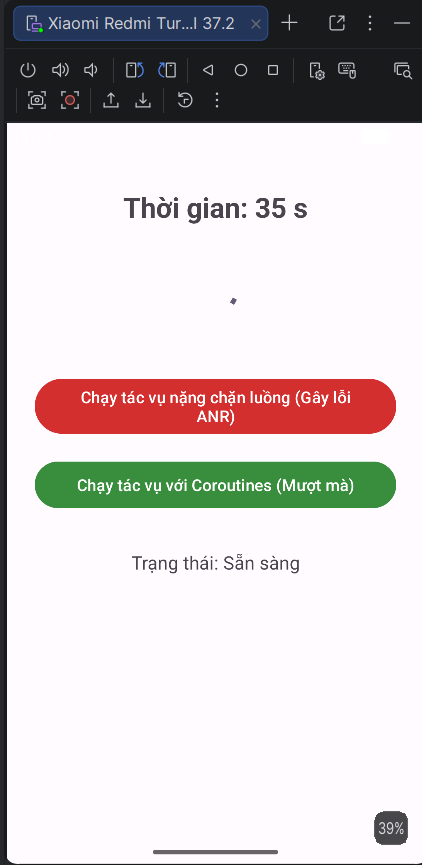 Xiaomi Redmi Tur...l 37.2
Thời gian: 35 s
Chạy tác vụ nặng chặn luồng (Gây lỗi
ANR)
Chạy tác vụ với Coroutines (Mượt mà)
Trạng thái: Sẵn sàng
39%